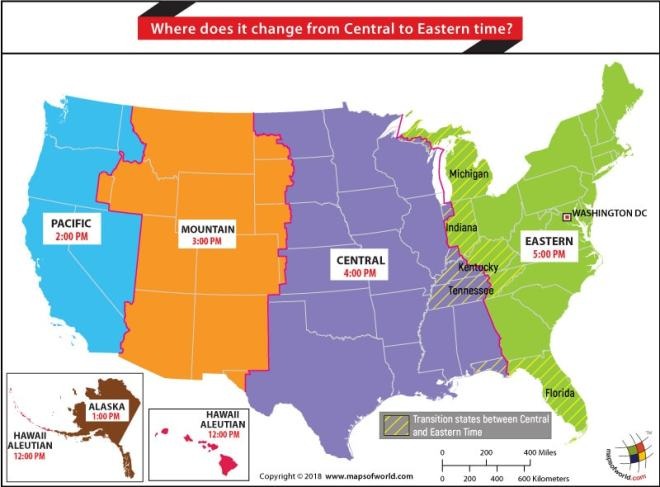 Where does it change from Central to Eastern time?
Michigan
WASHINGTON DC
PACIFIC
2:00 PM
MOUNTAIN
3:00 PM
Indiana
EASTERN
5:00 PM
CENTRAL
4:00 PM
Kentucky
Tennessee
Florida
ALASKA
1:00 PM
HAWAII
ALEUTIAN
12:00 PM
HAWAII
ALEUTIAN
12:00 PM
Transition states between Central
and Eastern Time
0 200 400 Miles
0 200 400 600 Kilometers
Copyright © 2018 www.mapsofworld.com
mapsofworld.com
TM